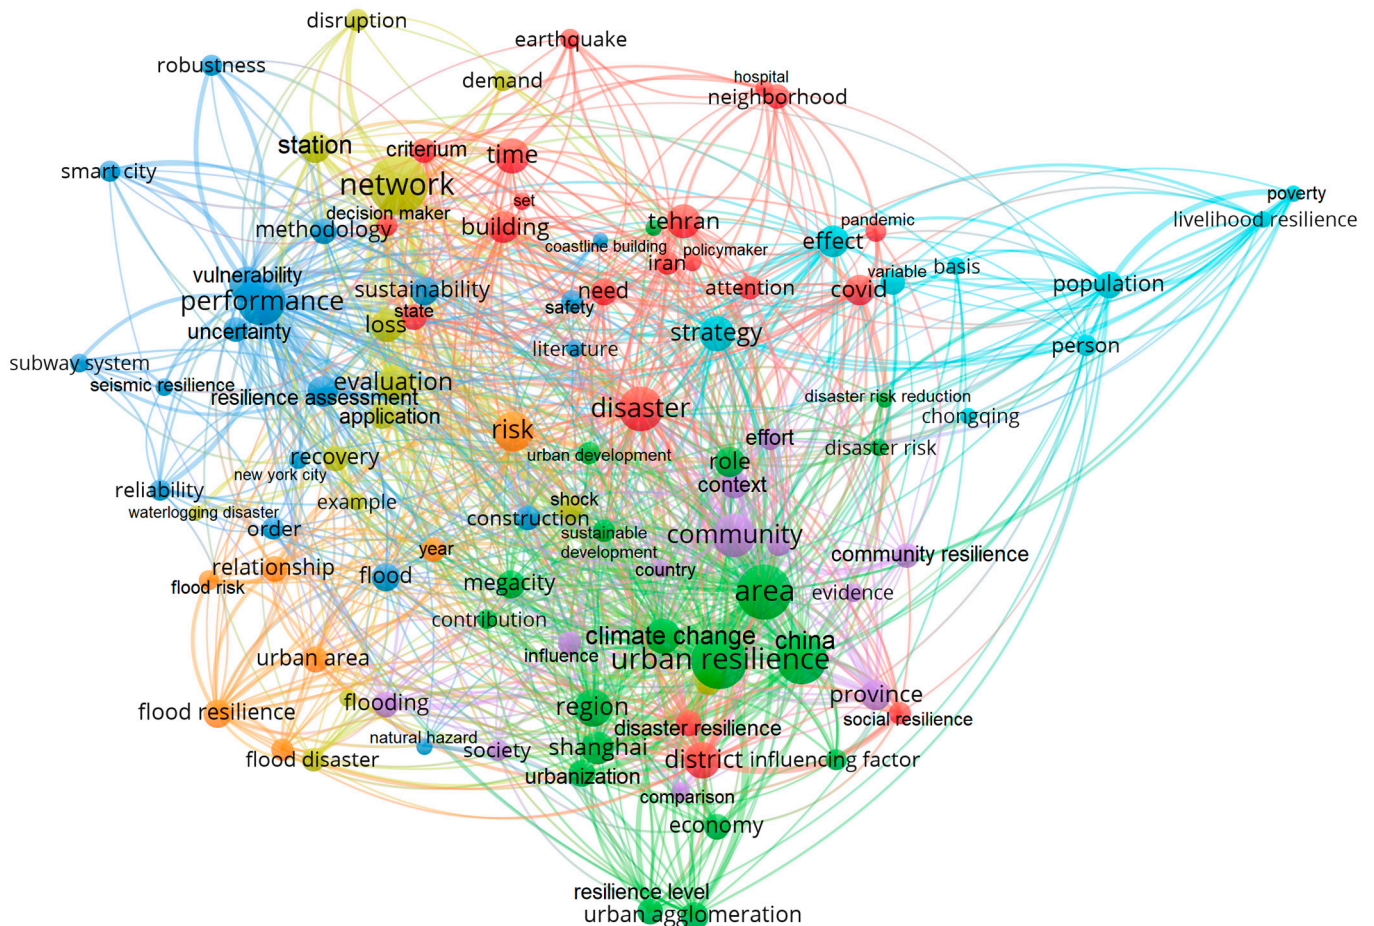 disruption
earthquake
robustness
hospital
demand
neighborhood
station
criterium
time
smart city
network
poverty
set
decision maker
tehran
pandemic
livelihood resilience
methodology
building
coastline building
policymaker
effect
iran
variable
basis
vulnerability
performance
sustainability
need
attention
covid
population
safety
state
uncertainty
loss
strategy
literature
person
subway system
seismic resilience
evaluation
resilience assessment
disaster risk reduction
application
disaster
chongqing
risk
effort
disaster risk
recovery
urban development
role
new york city
context
reliability
example
shock
waterlogging disaster
order
construction
sustainable
development
community
community resilience
year
relationship
flood risk
flood
megacity
country
area
evidence
contribution
climate change
china
influence
urban area
urban resilience
flood resilience
flooding
region
province
social resilience
disaster resilience
natural hazard
society
shanghai
flood disaster
district
influencing factor
urbanization
comparison
economy
resilience level
urban agglomeration